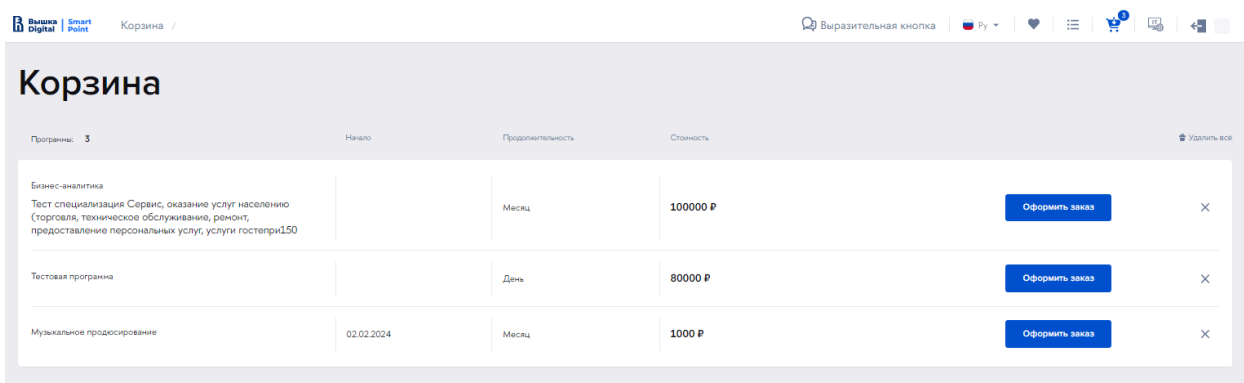 Вышка Digital | Smart Point
Корзина /
Выразительная кнопка
Ру
3
IT
Корзина
Программы: 3
Начало
Продолжительность
Стоимость
Удалить всё
Бизнес-аналитика
Тест специализация Сервис, оказание услуг населению
(торговля, техническое обслуживание, ремонт,
предоставление персональных услуг, услуги гостепри150
Месяц
100000 ₽
Оформить заказ
Тестовая программа
День
80000 ₽
Оформить заказ
Музыкальное продюсирование
02.02.2024
Месяц
1000 ₽
Оформить заказ